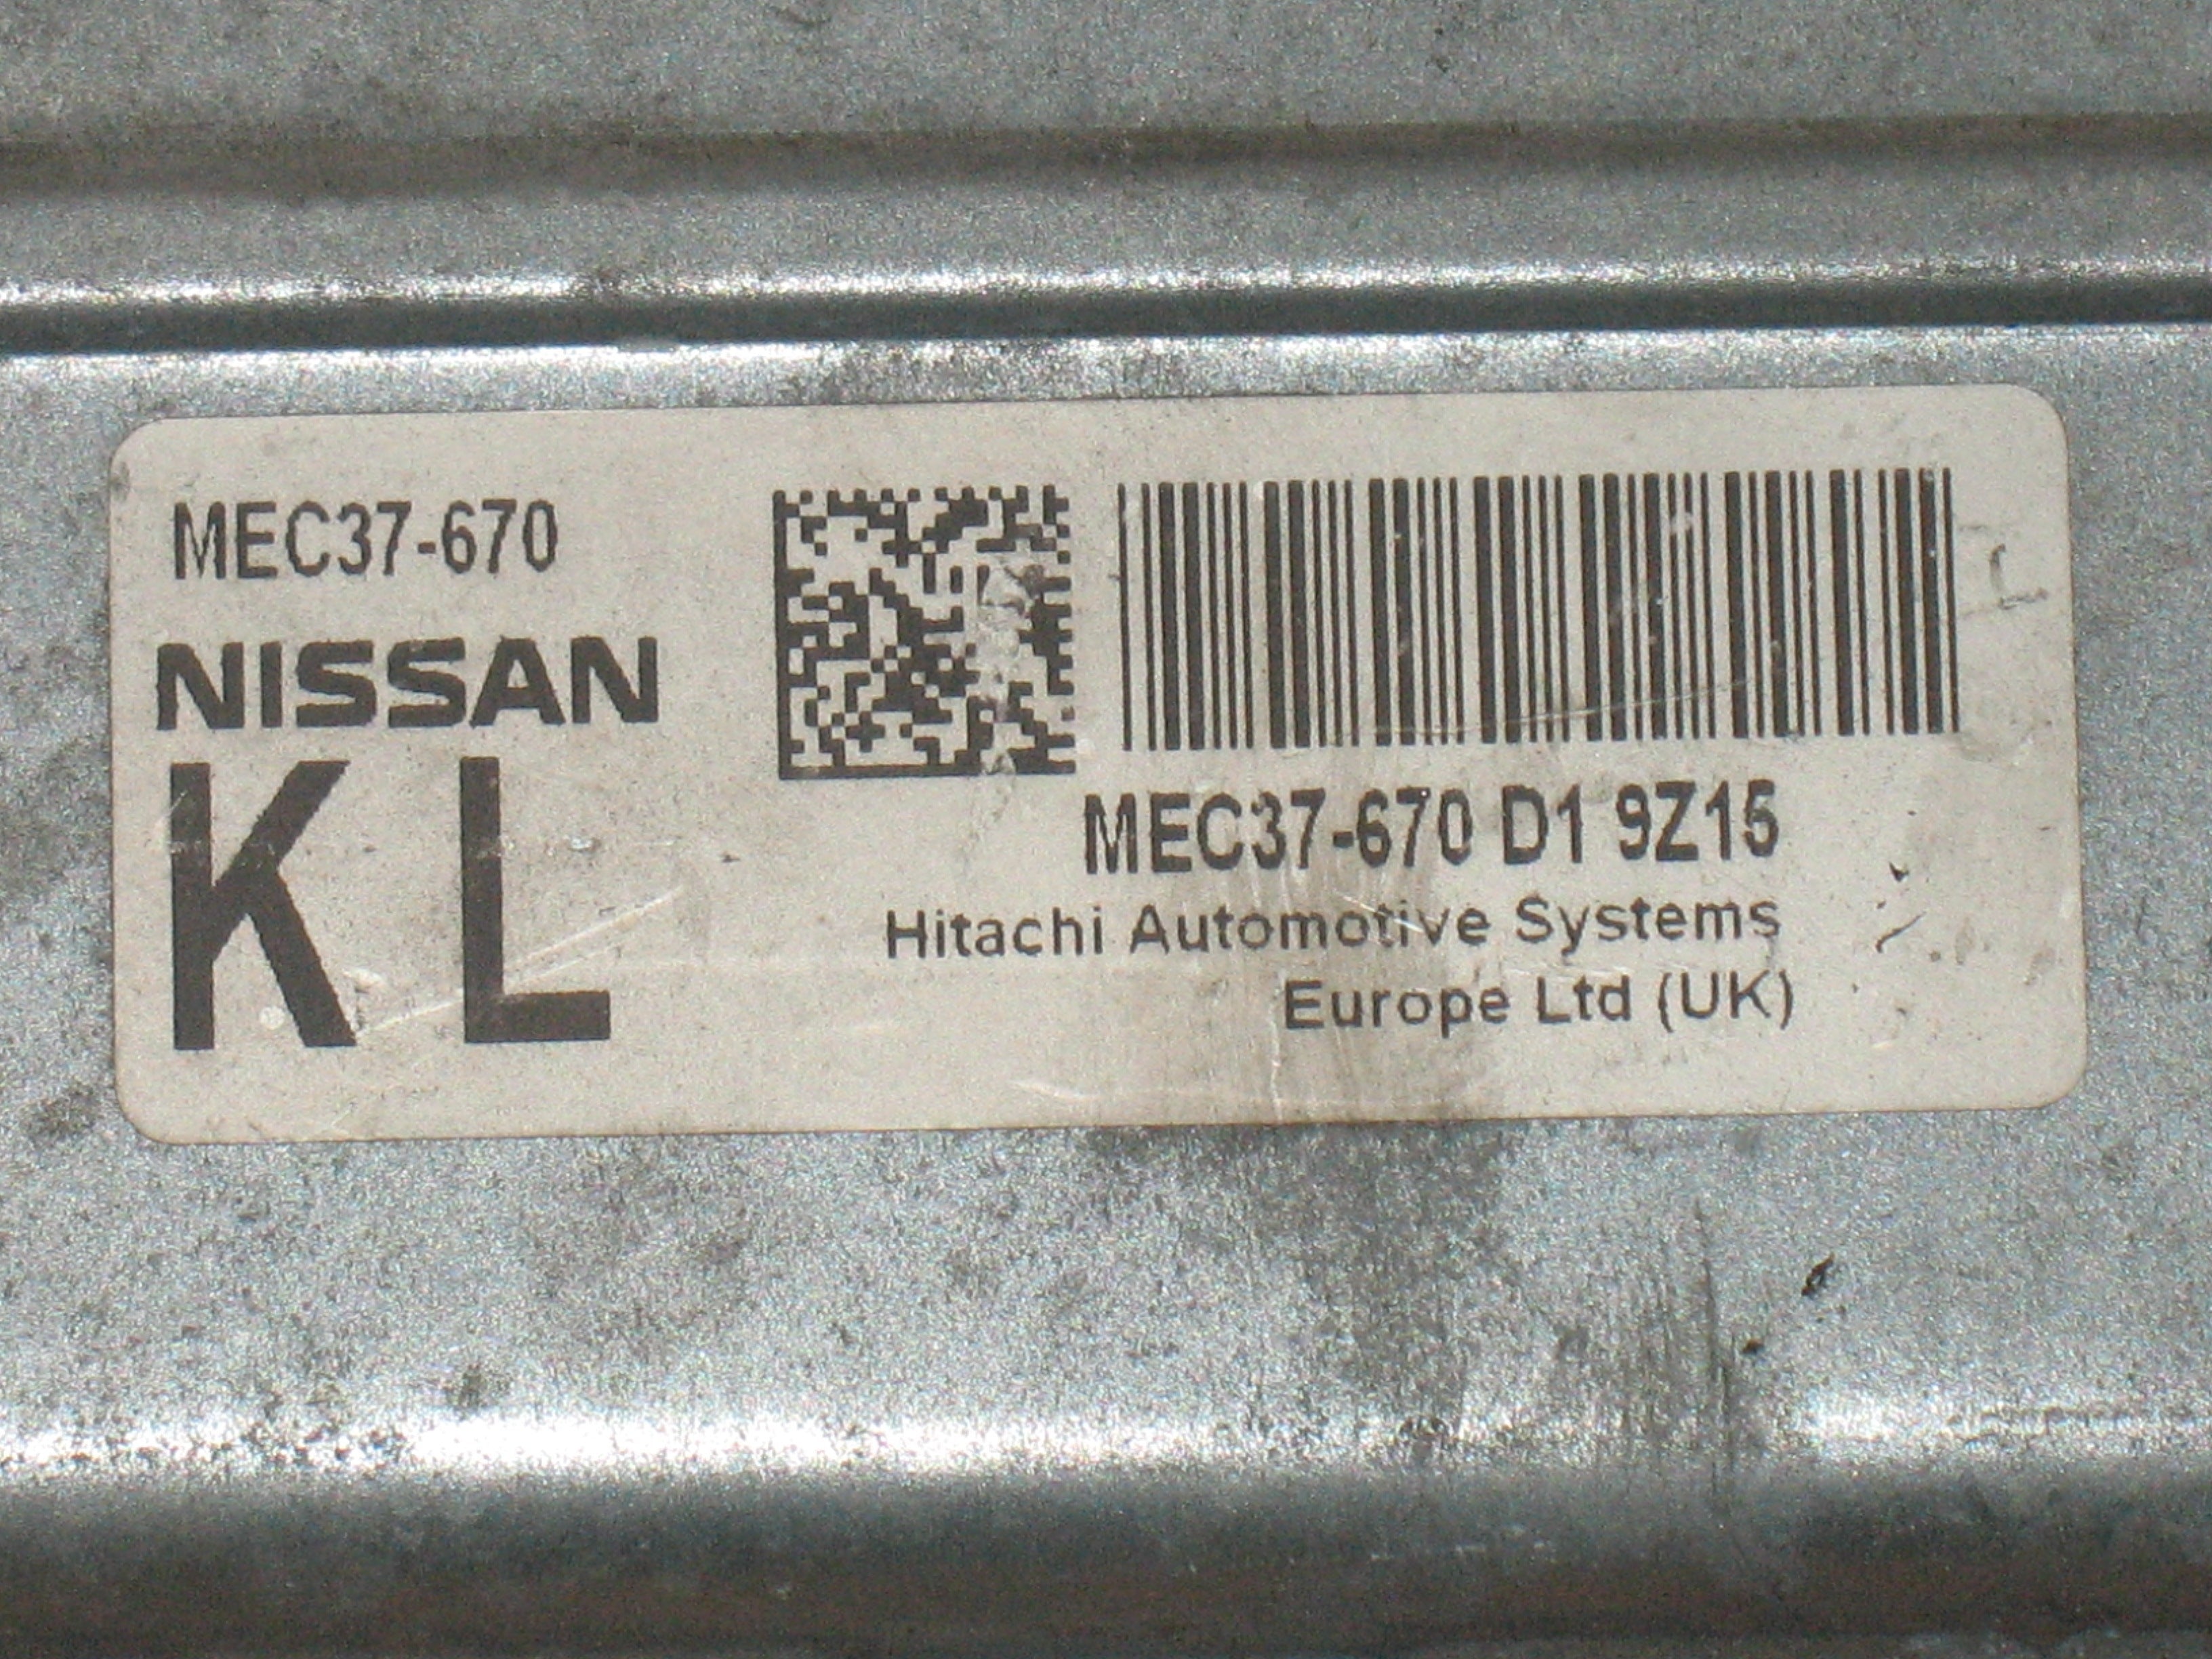 MEC37-670
NISSAN
K L
MEC37-670 D1 9Z15
Hitachi Automotive Systems
Europe Ltd (UK)